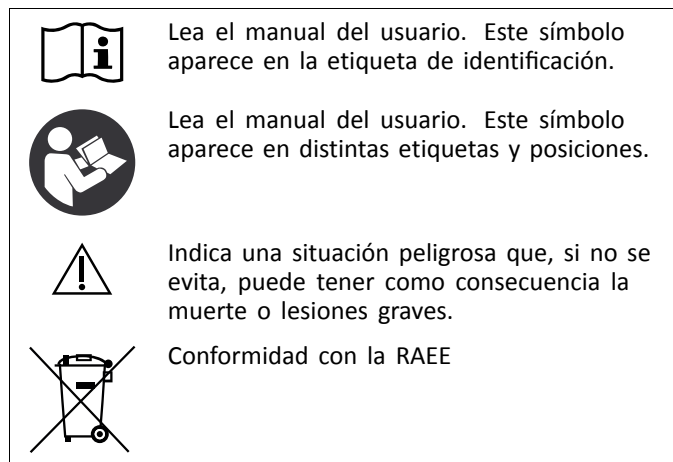 Lea el manual del usuario. Este símbolo
aparece en la etiqueta de identificación.
Lea el manual del usuario. Este símbolo
aparece en distintas etiquetas y posiciones.
Indica una situación peligrosa que, si no se
evita, puede tener como consecuencia la
muerte o lesiones graves.
Conformidad con la RAEE